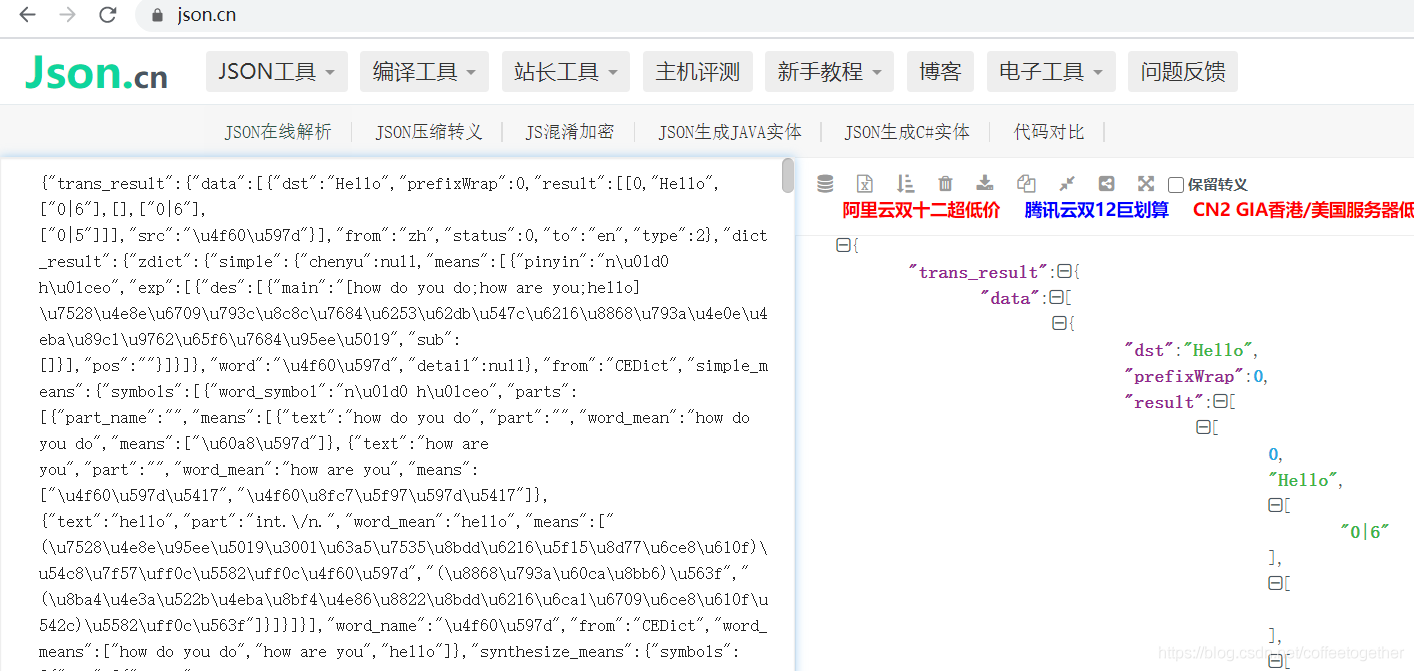 json.cn
Json.cn
JSON工具 编译工具 站长工具 主机评测 新手教程 博客 电子工具 问题反馈
JSON在线解析 JSON压缩转义 JS混淆加密 JSON生成JAVA实体 JSON生成C#实体 代码对比
{"trans_result":{"data":[{"dst":"Hello","prefixWrap":0,"result":[[0,"Hello",
["0|6"],[],["0|6"],
["0|5"]]],"src":"\u4f60\u597d"}],"from":"zh","status":0,"to":"en","type":2},"dict
_result":{"zdict":{"simple":{"chenyu":null,"means":[{"pinyin":"n\u01d0
h\u01ceo","exp":[{"des":[{"main":"[how do you do;how are you;hello]
\u7528\u4e8e\u6709\u793c\u8c8c\u7684\u6253\u62db\u547c\u6216\u8868\u793a\u4e0e\u4
eba\u89c1\u9762\u65f6\u7684\u95ee\u5019","sub":
[]}],"pos":""}]}]},"word":"\u4f60\u597d","detail":null},"from":"CEDict","simple_m
eans":{"symbols":[{"word_symbol":"n\u01d0 h\u01ceo","parts":
[{"part_name":"","means":[{"text":"how do you do","part":"","word_mean":"how do
you do","means":["\u60a8\u597d"]},{"text":"how are
you","part":"","word_mean":"how are you","means":
["\u4f60\u597d\u5417","\u4f60\u8fc7\u5f97\u597d\u5417"]},
{"text":"hello","part":"int.\/n.","word_mean":"hello","means":["
(\u7528\u4e8e\u95ee\u5019\u3001\u63a5\u7535\u8bdd\u6216\u5f15\u8d77\u6ce8\u610f)\
u54c8\u7f57\uff0c\u5582\uff0c\u4f60\u597d","(\u8868\u793a\u60ca\u8bb6)\u563f","
(\u8ba4\u4e3a\u522b\u4eba\u8bf4\u4e86\u8822\u8bdd\u6216\u6ca1\u6709\u6ce8\u610f\u
542c)\u5582\uff0c\u563f"]}]}]}],"word_name":"\u4f60\u597d","from":"CEDict","word_
means":["how do you do","how are you","hello"]},"synthesize_means":{"symbols":
保留转义
阿里云双十二超低价 腾讯云双12巨划算 CN2 GIA香港/美国服务器低
{
"trans_result":{
"data":[
{
"dst":"Hello",
"prefixWrap":0,
"result":[
[
0,
"Hello",
[
"0|6"
],
[
],
[
https://blog.csdn.net/coffeetogether